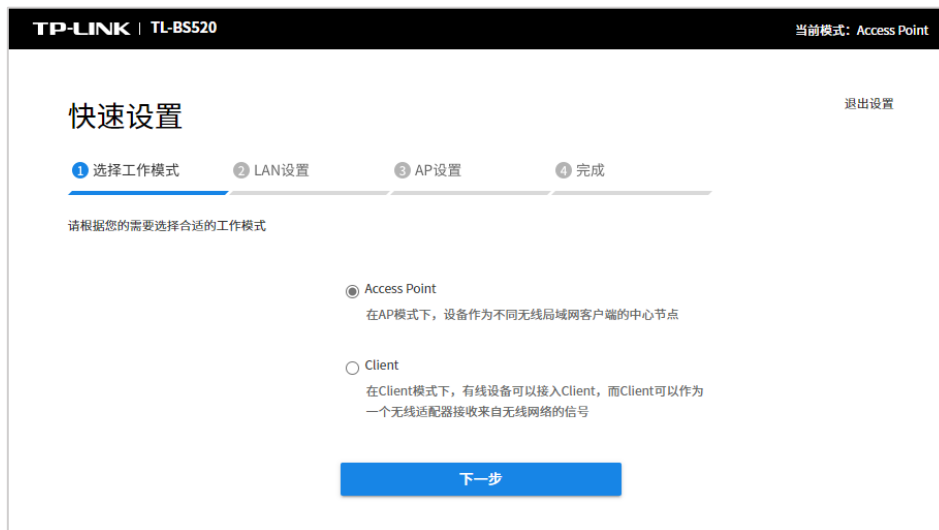 TP-LINK | TL-BS520
当前模式：Access Point
快速设置
退出设置
1 选择工作模式
2 LAN设置
3 AP设置
4 完成
请根据您的需要选择合适的工作模式
Access Point
在AP模式下，设备作为不同无线局域网客户端的中心节点
Client
在Client模式下，有线设备可以接入Client，而Client可以作为
一个无线适配器接收来自无线网络的信号
下一步